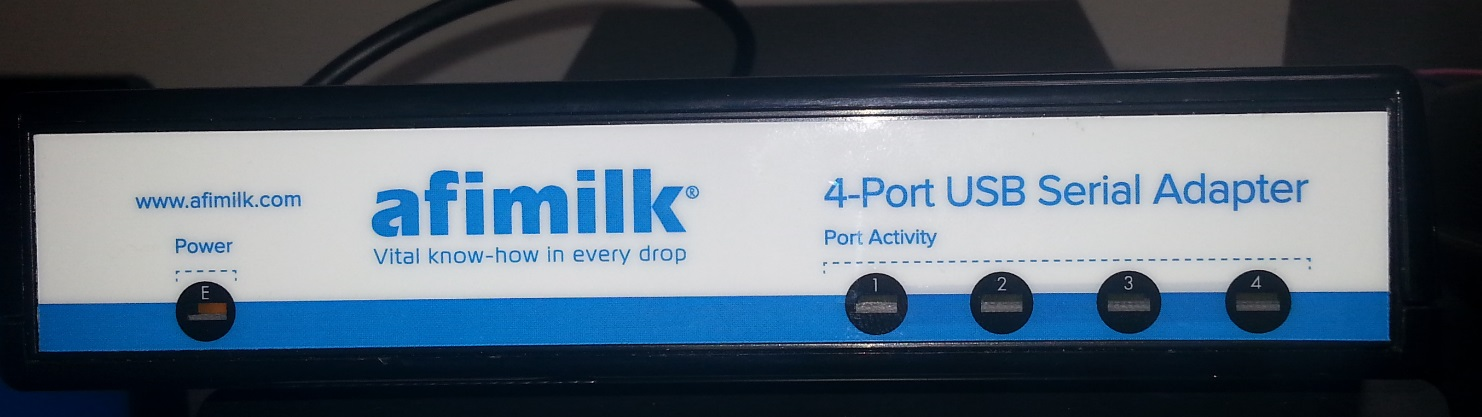 www.afimilk.com
Power
E
afimilk®
Vital know-how in every drop
4-Port USB Serial Adapter
Port Activity
1 2 3 4